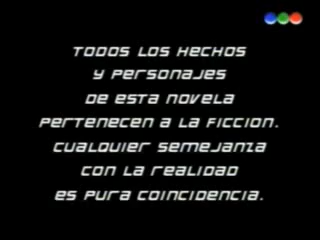 TODOS LOS HECHOS
Y PERSONAJES
DE ESTA NOVELA
PERTENECEN A LA FICCION.
CUALQUIER SEMEJANZA
CON LA REALIDAD
ES PURA COINCIDENCIA.